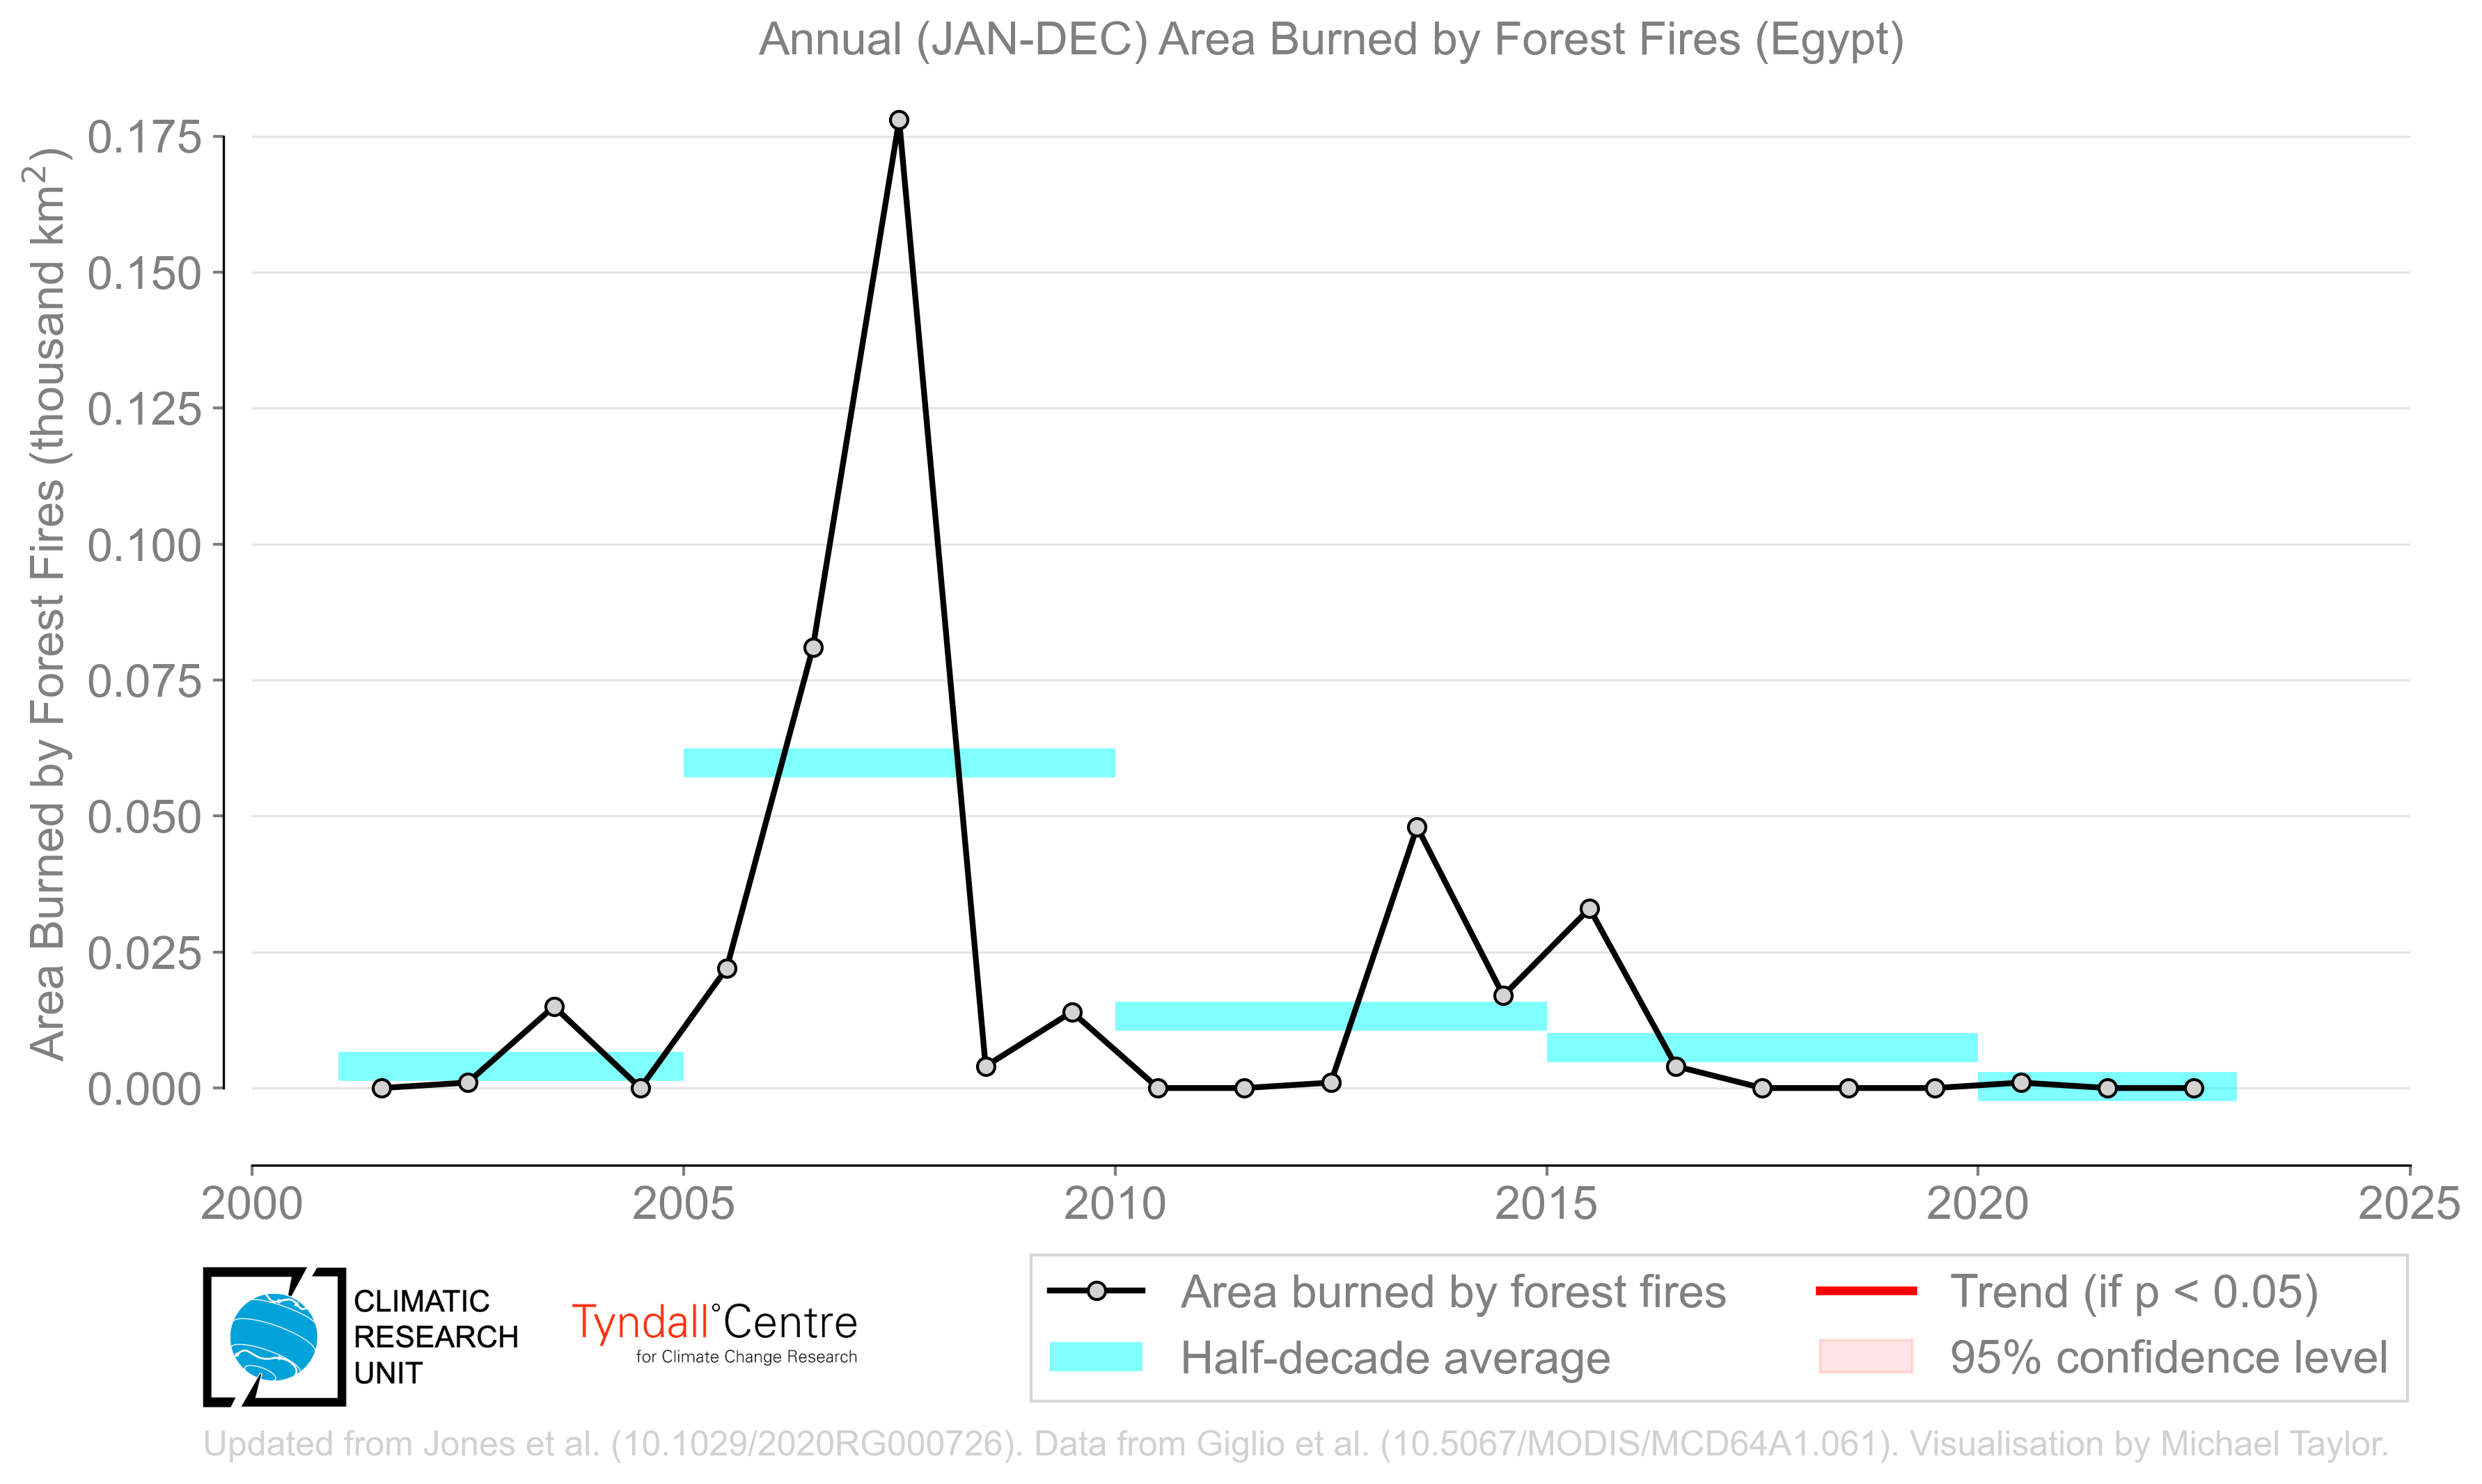 Annual (JAN-DEC) Area Burned by Forest Fires (Egypt)
Area Burned by Forest Fires (thousand km²)
0.175
0.150
0.125
0.100
0.075
0.050
0.025
0.000
2000
2005
2010
2015
2020
2025
CLIMATIC
RESEARCH
UNIT
Tyndall°Centre
for Climate Change Research
Area burned by forest fires
Half-decade average
Trend (if p < 0.05)
95% confidence level
Updated from Jones et al. (10.1029/2020RG000726). Data from Giglio et al. (10.5067/MODIS/MCD64A1.061). Visualisation by Michael Taylor.